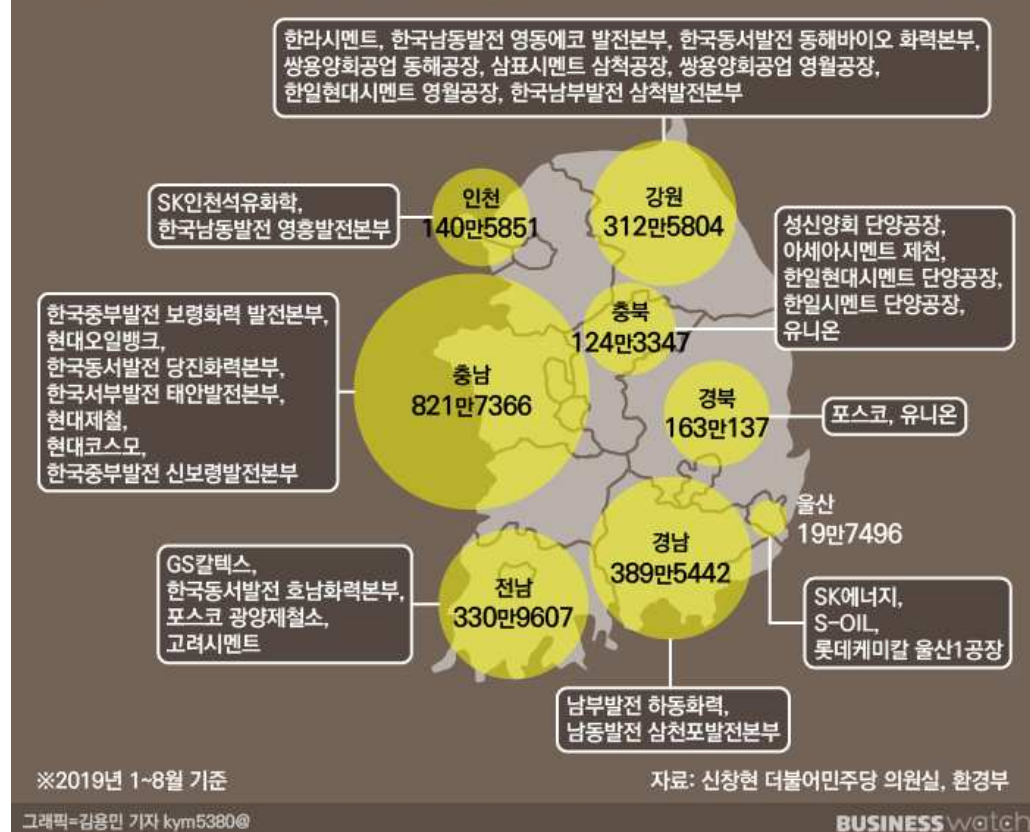 한라시멘트, 한국남동발전 영동에코 발전본부, 한국동서발전 동해바이오 화력본부,
쌍용양회공업 동해공장, 삼표시멘트 삼척공장, 쌍용양회공업 영월공장,
한일현대시멘트 영월공장, 한국남부발전 삼척발전본부
SK인천석유화학,
한국남동발전 영흥발전본부
인천
140만5851
강원
312만5804
성신양회 단양공장,
아세아시멘트 제천,
한일현대시멘트 단양공장,
한일시멘트 단양공장,
유니온
충북
124만3347
한국중부발전 보령화력 발전본부,
현대오일뱅크,
한국동서발전 당진화력본부,
한국서부발전 태안발전본부,
현대제철,
현대코스모,
한국중부발전 신보령발전본부
충남
821만7366
경북
163만137
포스코, 유니온
울산
19만7496
GS칼텍스,
한국동서발전 호남화력본부,
포스코 광양제철소,
고려시멘트
전남
330만9607
경남
389만5442
SK에너지,
S-OIL,
롯데케미칼 울산1공장
남부발전 하동화력,
남동발전 삼천포발전본부
※2019년 1~8월 기준
자료: 신창현 더불어민주당 의원실, 환경부
그래픽=김용민 기자 kym5380@
BUSINESS watch